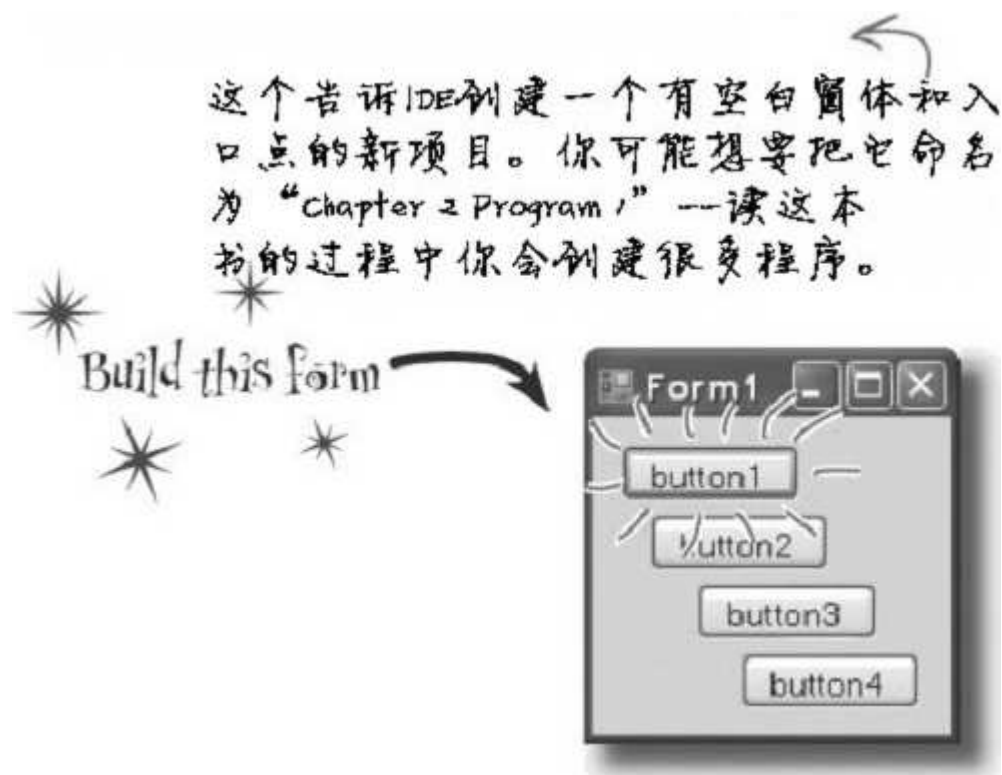 这个告诉IDE创建一个有空白窗体和入
口点的新项目。你可能想要把它命名
为“Chapter 2 Program,”--读这本
书的过程中你会创建很多程序。
Build this form
Form1
button1
button2
button3
button4